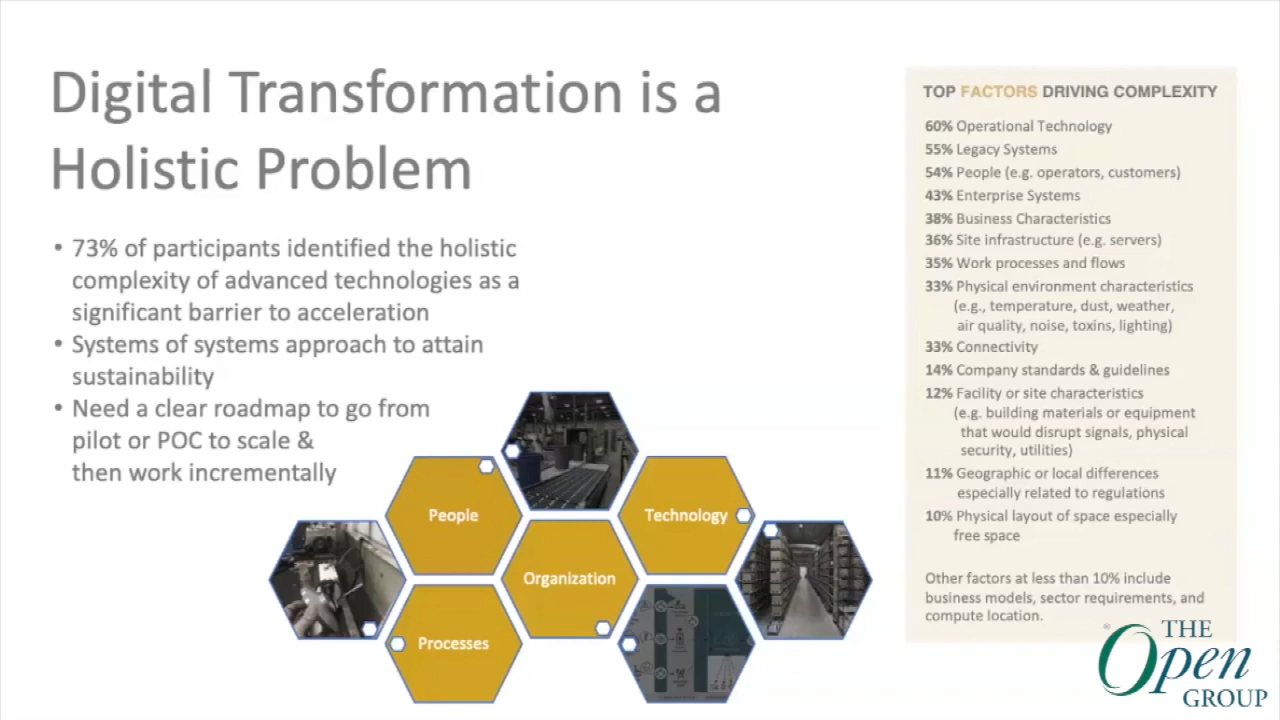 Digital Transformation is a
Holistic Problem
• 73% of participants identified the holistic
complexity of advanced technologies as a
significant barrier to acceleration
• Systems of systems approach to attain
sustainability
• Need a clear roadmap to go from
pilot or POC to scale &
then work incrementally
People
Technology
Organization
Processes
TOP FACTORS DRIVING COMPLEXITY
60% Operational Technology
55% Legacy Systems
54% People (e.g. operators, customers)
43% Enterprise Systems
38% Business Characteristics
36% Site infrastructure (e.g. servers)
35% Work processes and flows
33% Physical environment characteristics
(e.g., temperature, dust, weather,
air quality, noise, toxins, lighting)
33% Connectivity
14% Company standards & guidelines
12% Facility or site characteristics
(e.g. building materials or equipment
that would disrupt signals, physical
security, utilities)
11% Geographic or local differences
especially related to regulations
10% Physical layout of space especially
free space
Other factors at less than 10% include
business models, sector requirements, and
compute location.
® THE
Open
GROUP